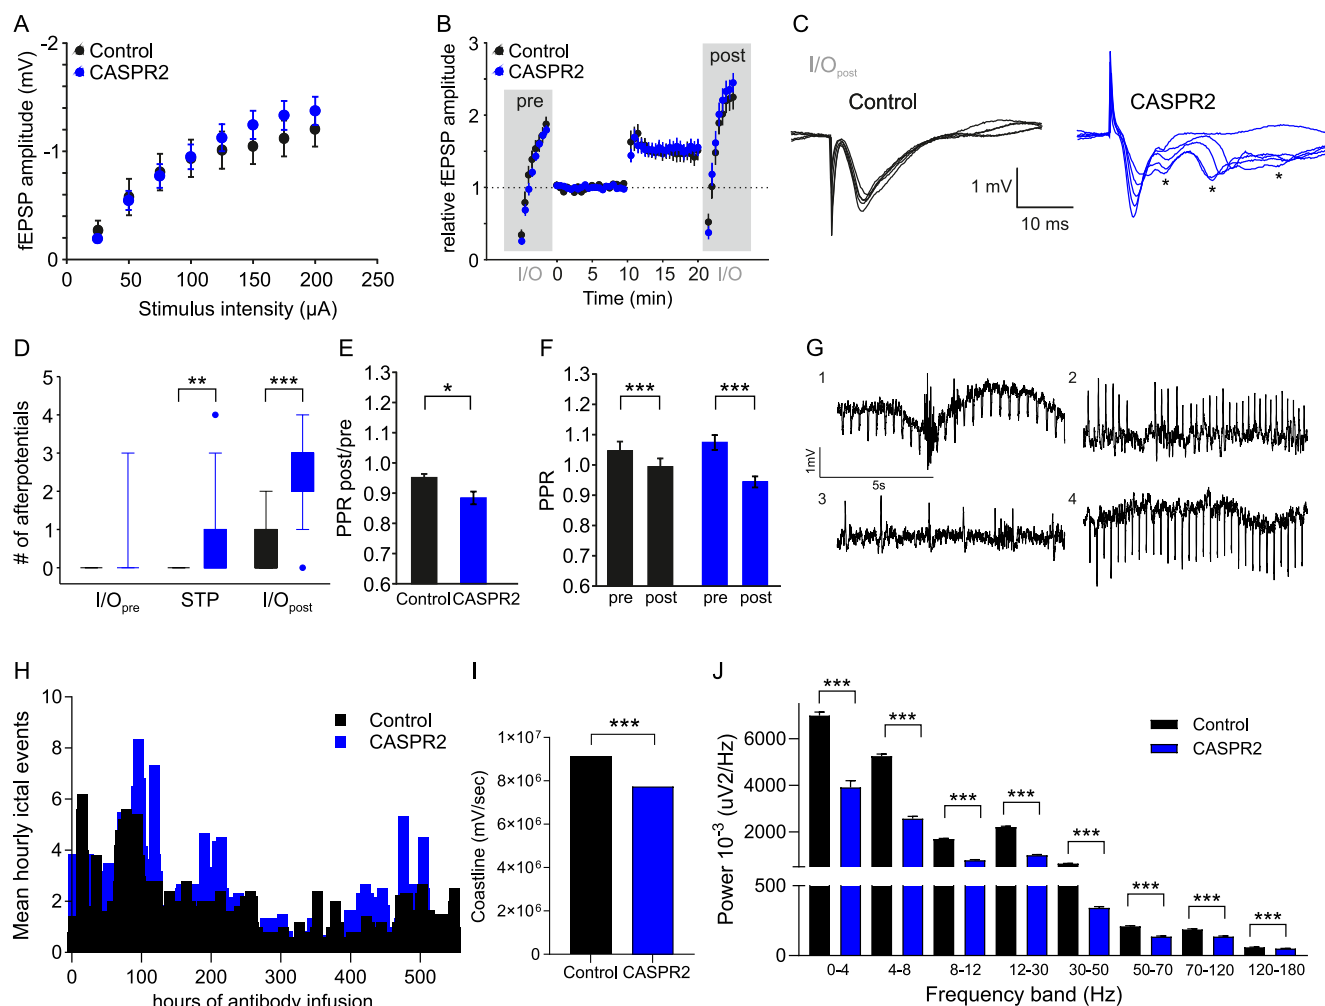 A
fEPSP amplitude (mV)
-2
-1
0
Control
CASPR2
0 50 100 150 200 250
Stimulus intensity (µA)
B
relative fEPSP amplitude
3
2
1
0
Control
CASPR2
pre
post
I/O 0 5 10 15 20 I/O
Time (min)
C
I/Opost
Control
CASPR2
1 mV
10 ms
* * *
D
# of afterpotentials
5
4
3
2
1
0
** ***
I/Opre STP I/Opost
E
PPR post/pre
1.3
1.2
1.1
1.0
0.9
0.8
0.7
0.6
*
Control CASPR2
F
PPR
1.3
1.2
1.1
1.0
0.9
0.8
0.7
0.6
*** ***
pre post pre post
G
1
2
1mV
5s
3
4
H
Mean hourly ictal events
10
8
6
4
2
0
Control
CASPR2
0 100 200 300 400 500
hours of antibody infusion
I
Coastline (mV/sec)
1×10⁷
8×10⁶
6×10⁶
4×10⁶
2×10⁶
0
***
Control CASPR2
J
Power 10⁻³ (uV2/Hz)
6000
4000
2000
500
0
*** *** *** *** *** *** *** ***
Control
CASPR2
0–4 4–8 8–12 12–30 30–50 50–70 70–120 120–180
Frequency band (Hz)